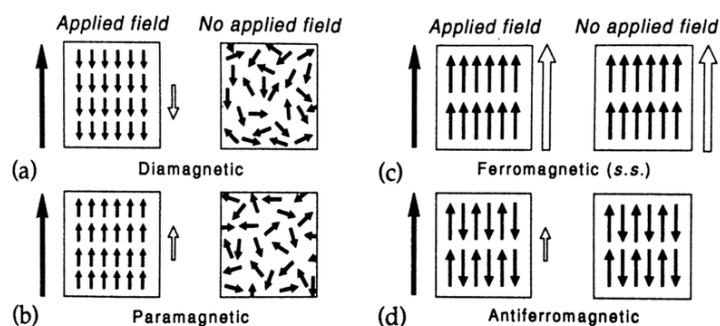 Applied field No applied field
(a)
Diamagnetic
(b)
Paramagnetic
Applied field No applied field
(c)
Ferromagnetic (s.s.)
(d)
Antiferromagnetic